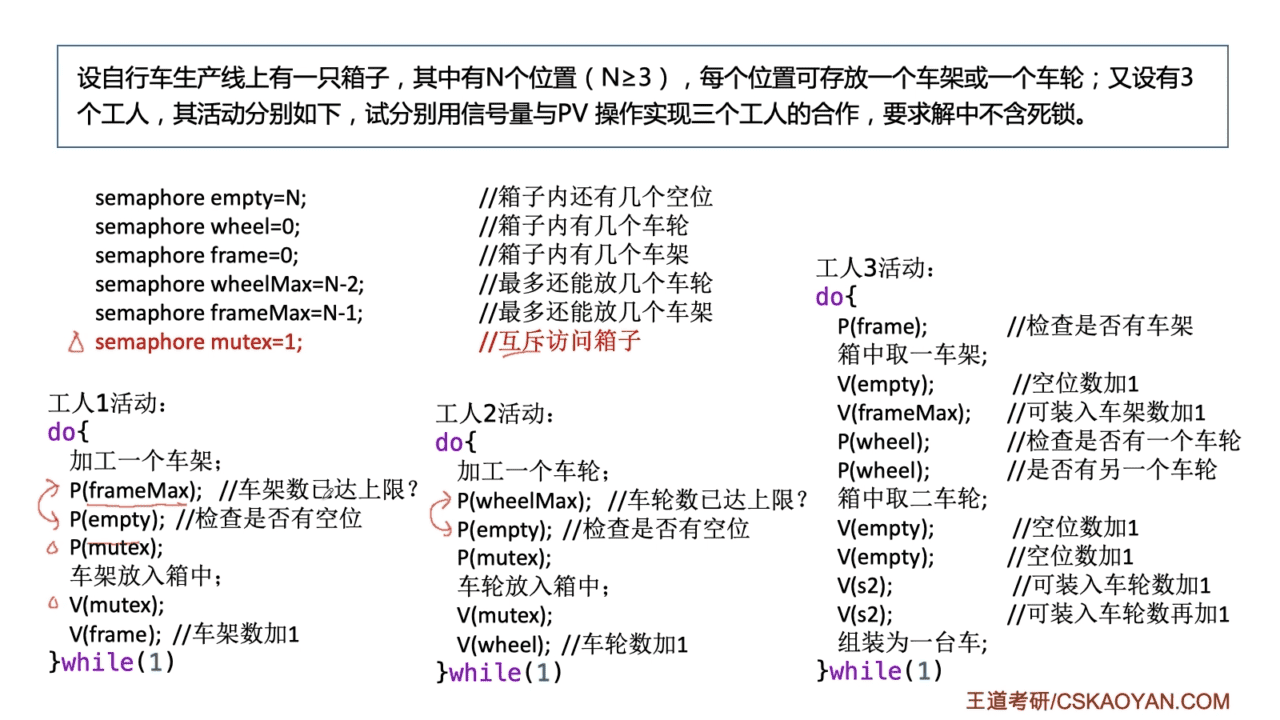 设自行车生产线上有一只箱子，其中有N个位置（N≥3），每个位置可存放一个车架或一个车轮；又设有3
个工人，其活动分别如下，试分别用信号量与PV 操作实现三个工人的合作，要求解中不含死锁。
semaphore empty=N; //箱子内还有几个空位
semaphore wheel=0; //箱子内有几个车轮
semaphore frame=0; //箱子内有几个车架
semaphore wheelMax=N-2; //最多还能放几个车轮
semaphore frameMax=N-1; //最多还能放几个车架
semaphore mutex=1; //互斥访问箱子
工人1活动：
do{
加工一个车架；
P(frameMax); //车架数已达上限？
P(empty); //检查是否有空位
P(mutex);
车架放入箱中；
V(mutex);
V(frame); //车架数加1
}while(1)
工人2活动：
do{
加工一个车轮；
P(wheelMax); //车轮数已达上限？
P(empty); //检查是否有空位
P(mutex);
车轮放入箱中；
V(mutex);
V(wheel); //车轮数加1
}while(1)
工人3活动：
do{
P(frame); //检查是否有车架
箱中取一车架;
V(empty); //空位数加1
V(frameMax); //可装入车架数加1
P(wheel); //检查是否有一个车轮
P(wheel); //是否有另一个车轮
箱中取二车轮;
V(empty); //空位数加1
V(empty); //空位数加1
V(s2); //可装入车轮数加1
V(s2); //可装入车轮数再加1
组装为一台车;
}while(1)
王道考研/CSKAOYAN.COM